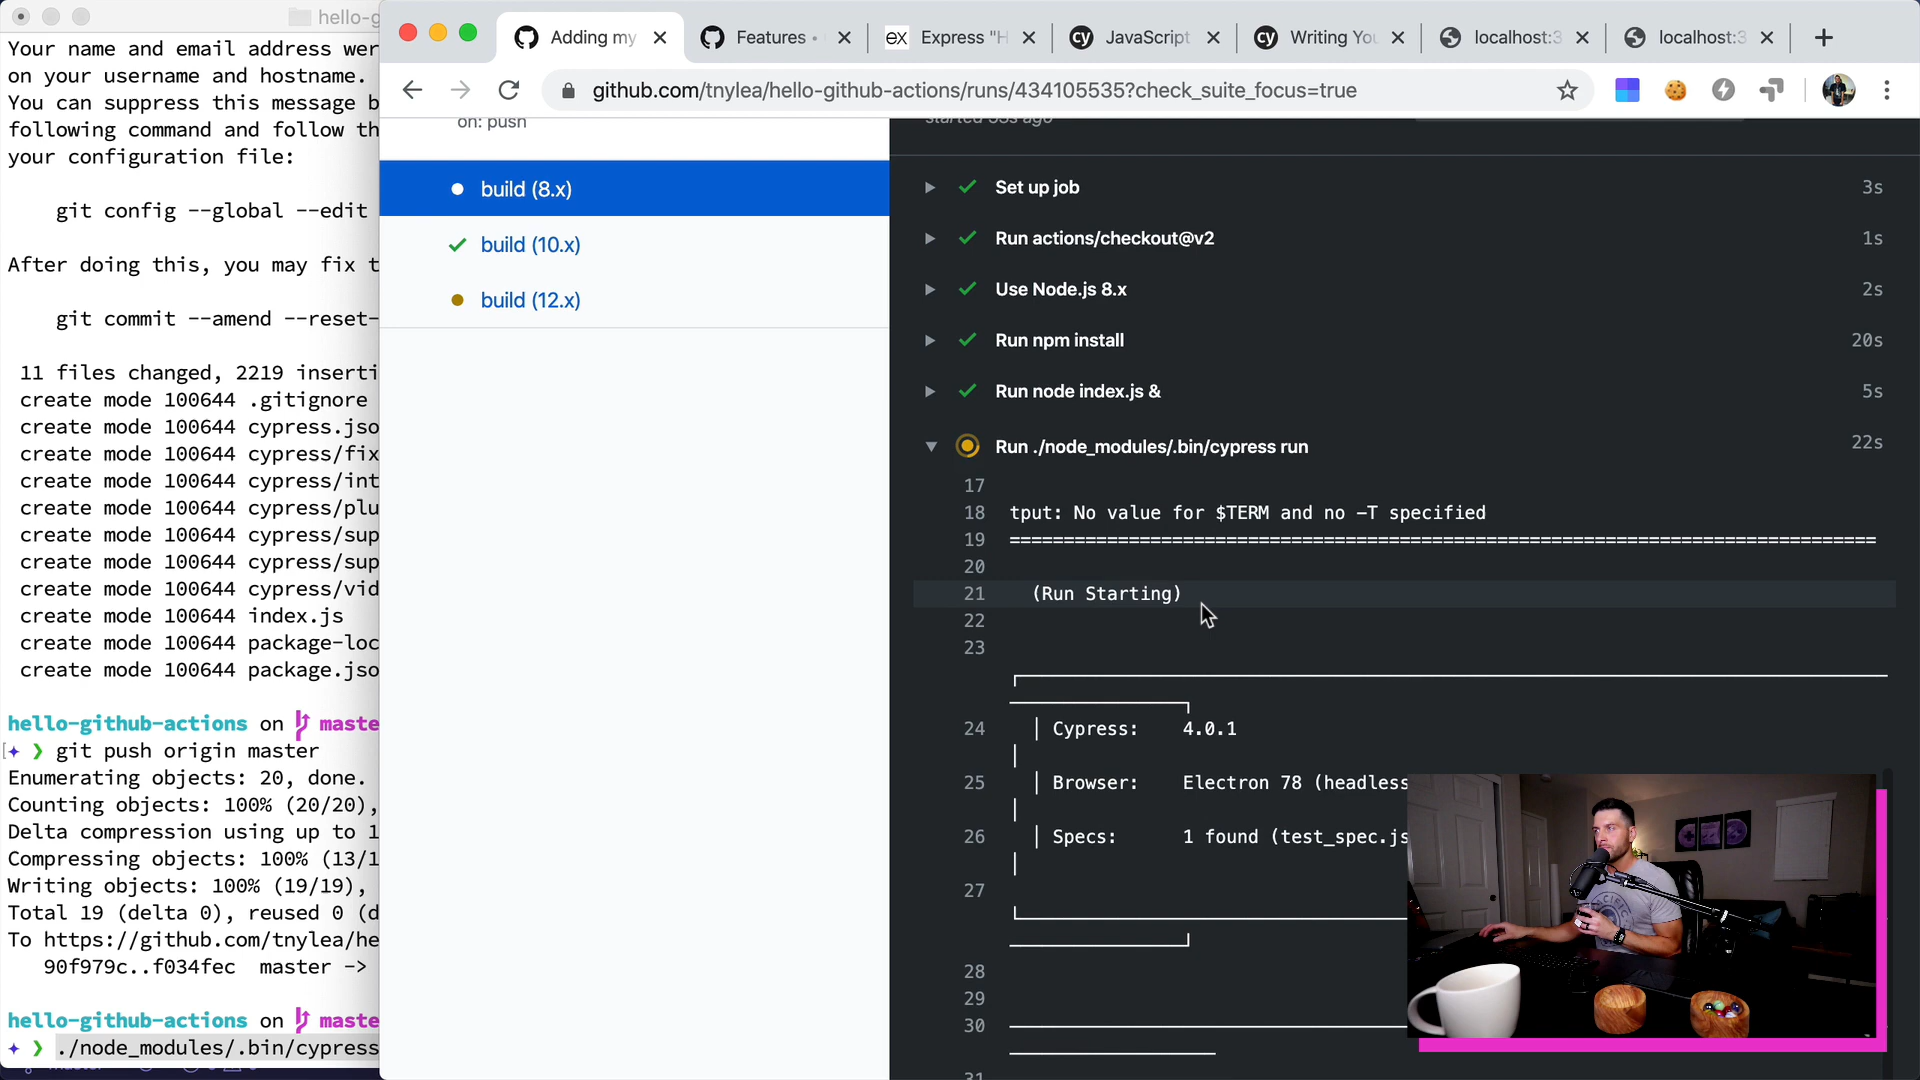 hello-g
Your name and email address wer
on your username and hostname.
You can suppress this message b
following command and follow th
your configuration file:
git config --global --edit
After doing this, you may fix t
git commit --amend --reset-
11 files changed, 2219 inserti
create mode 100644 .gitignore
create mode 100644 cypress.jso
create mode 100644 cypress/fix
create mode 100644 cypress/int
create mode 100644 cypress/plu
create mode 100644 cypress/sup
create mode 100644 cypress/sup
create mode 100644 cypress/vid
create mode 100644 index.js
create mode 100644 package-loc
create mode 100644 package.jso
hello-github-actions on maste
[✦ ❯ git push origin master
Enumerating objects: 20, done.
Counting objects: 100% (20/20),
Delta compression using up to 1
Compressing objects: 100% (13/1
Writing objects: 100% (19/19),
Total 19 (delta 0), reused 0 (d
To https://github.com/tnylea/he
90f979c..f034fec master ->
hello-github-actions on maste
✦ ❯ ./node_modules/.bin/cypress
Adding my
Features •
ex Express "H
cy JavaScript
cy Writing You
localhost:3
localhost:3
github.com/tnylea/hello-github-actions/runs/434105535?check_suite_focus=true
on: push
build (8.x)
build (10.x)
build (12.x)
started 53s ago
Set up job 3s
Run actions/checkout@v2 1s
Use Node.js 8.x 2s
Run npm install 20s
Run node index.js & 5s
Run ./node_modules/.bin/cypress run 22s
17
18 tput: No value for $TERM and no -T specified
19 ================================================================================
20
21 (Run Starting)
22
23
24 │ Cypress: 4.0.1
│
25 │ Browser: Electron 78 (headless
│
26 │ Specs: 1 found (test_spec.js
│
27
28
29
30
31